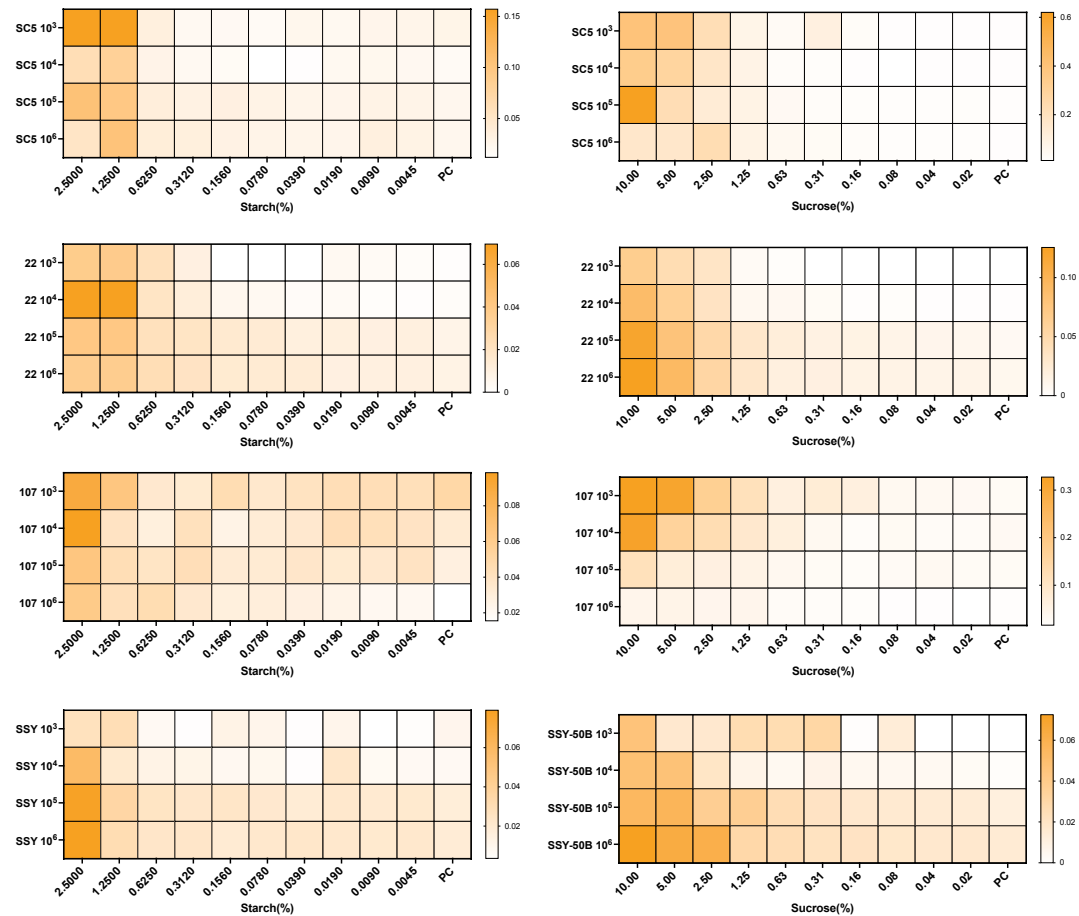 SC5 10³
SC5 10⁴
SC5 10⁵
SC5 10⁶
2.5000 1.2500 0.6250 0.3120 0.1560 0.0780 0.0390 0.0190 0.0090 0.0045 PC
Starch(%)
0.15
0.10
0.05
SC5 10³
SC5 10⁴
SC5 10⁵
SC5 10⁶
10.00 5.00 2.50 1.25 0.63 0.31 0.16 0.08 0.04 0.02 PC
Sucrose(%)
0.6
0.4
0.2
22 10³
22 10⁴
22 10⁵
22 10⁶
2.5000 1.2500 0.6250 0.3120 0.1560 0.0780 0.0390 0.0190 0.0090 0.0045 PC
Starch(%)
0.06
0.04
0.02
0
22 10³
22 10⁴
22 10⁵
22 10⁶
10.00 5.00 2.50 1.25 0.63 0.31 0.16 0.08 0.04 0.02 PC
Sucrose(%)
0.10
0.05
0
107 10³
107 10⁴
107 10⁵
107 10⁶
2.5000 1.2500 0.6250 0.3120 0.1560 0.0780 0.0390 0.0190 0.0090 0.0045 PC
Starch(%)
0.08
0.06
0.04
0.02
107 10³
107 10⁴
107 10⁵
107 10⁶
10.00 5.00 2.50 1.25 0.63 0.31 0.16 0.08 0.04 0.02 PC
Sucrose(%)
0.3
0.2
0.1
SSY 10³
SSY 10⁴
SSY 10⁵
SSY 10⁶
2.5000 1.2500 0.6250 0.3120 0.1560 0.0780 0.0390 0.0190 0.0090 0.0045 PC
Starch(%)
0.06
0.04
0.02
SSY-50B 10³
SSY-50B 10⁴
SSY-50B 10⁵
SSY-50B 10⁶
10.00 5.00 2.50 1.25 0.63 0.31 0.16 0.08 0.04 0.02 PC
Sucrose(%)
0.06
0.04
0.02
0